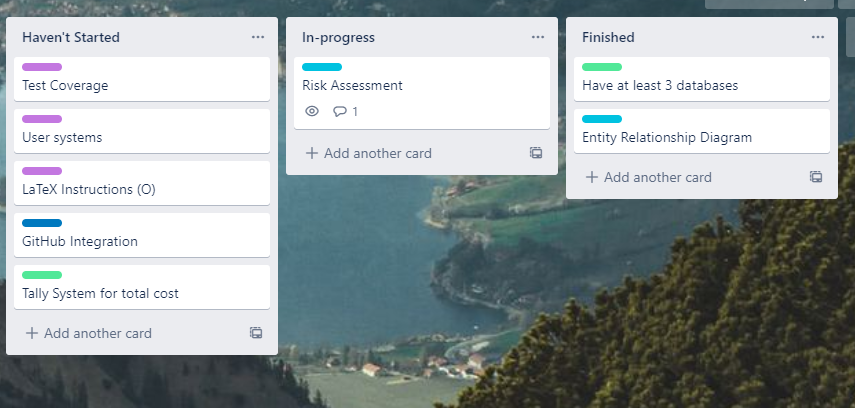 Haven't Started
Test Coverage
User systems
LaTeX Instructions (O)
GitHub Integration
Tally System for total cost
Add another card
In-progress
Risk Assessment
1
Add another card
Finished
Have at least 3 databases
Entity Relationship Diagram
Add another card